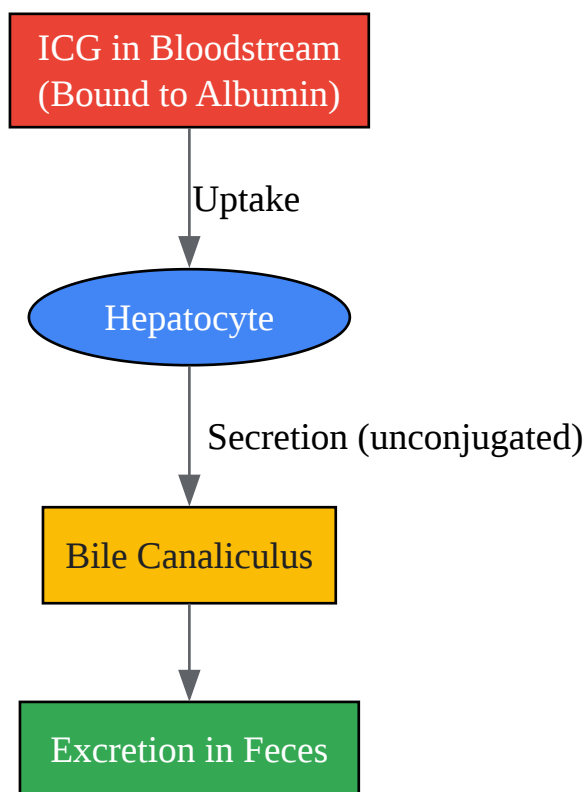 ICG in Bloodstream
(Bound to Albumin)
Uptake
Hepatocyte
Secretion (unconjugated)
Bile Canaliculus
Excretion in Feces